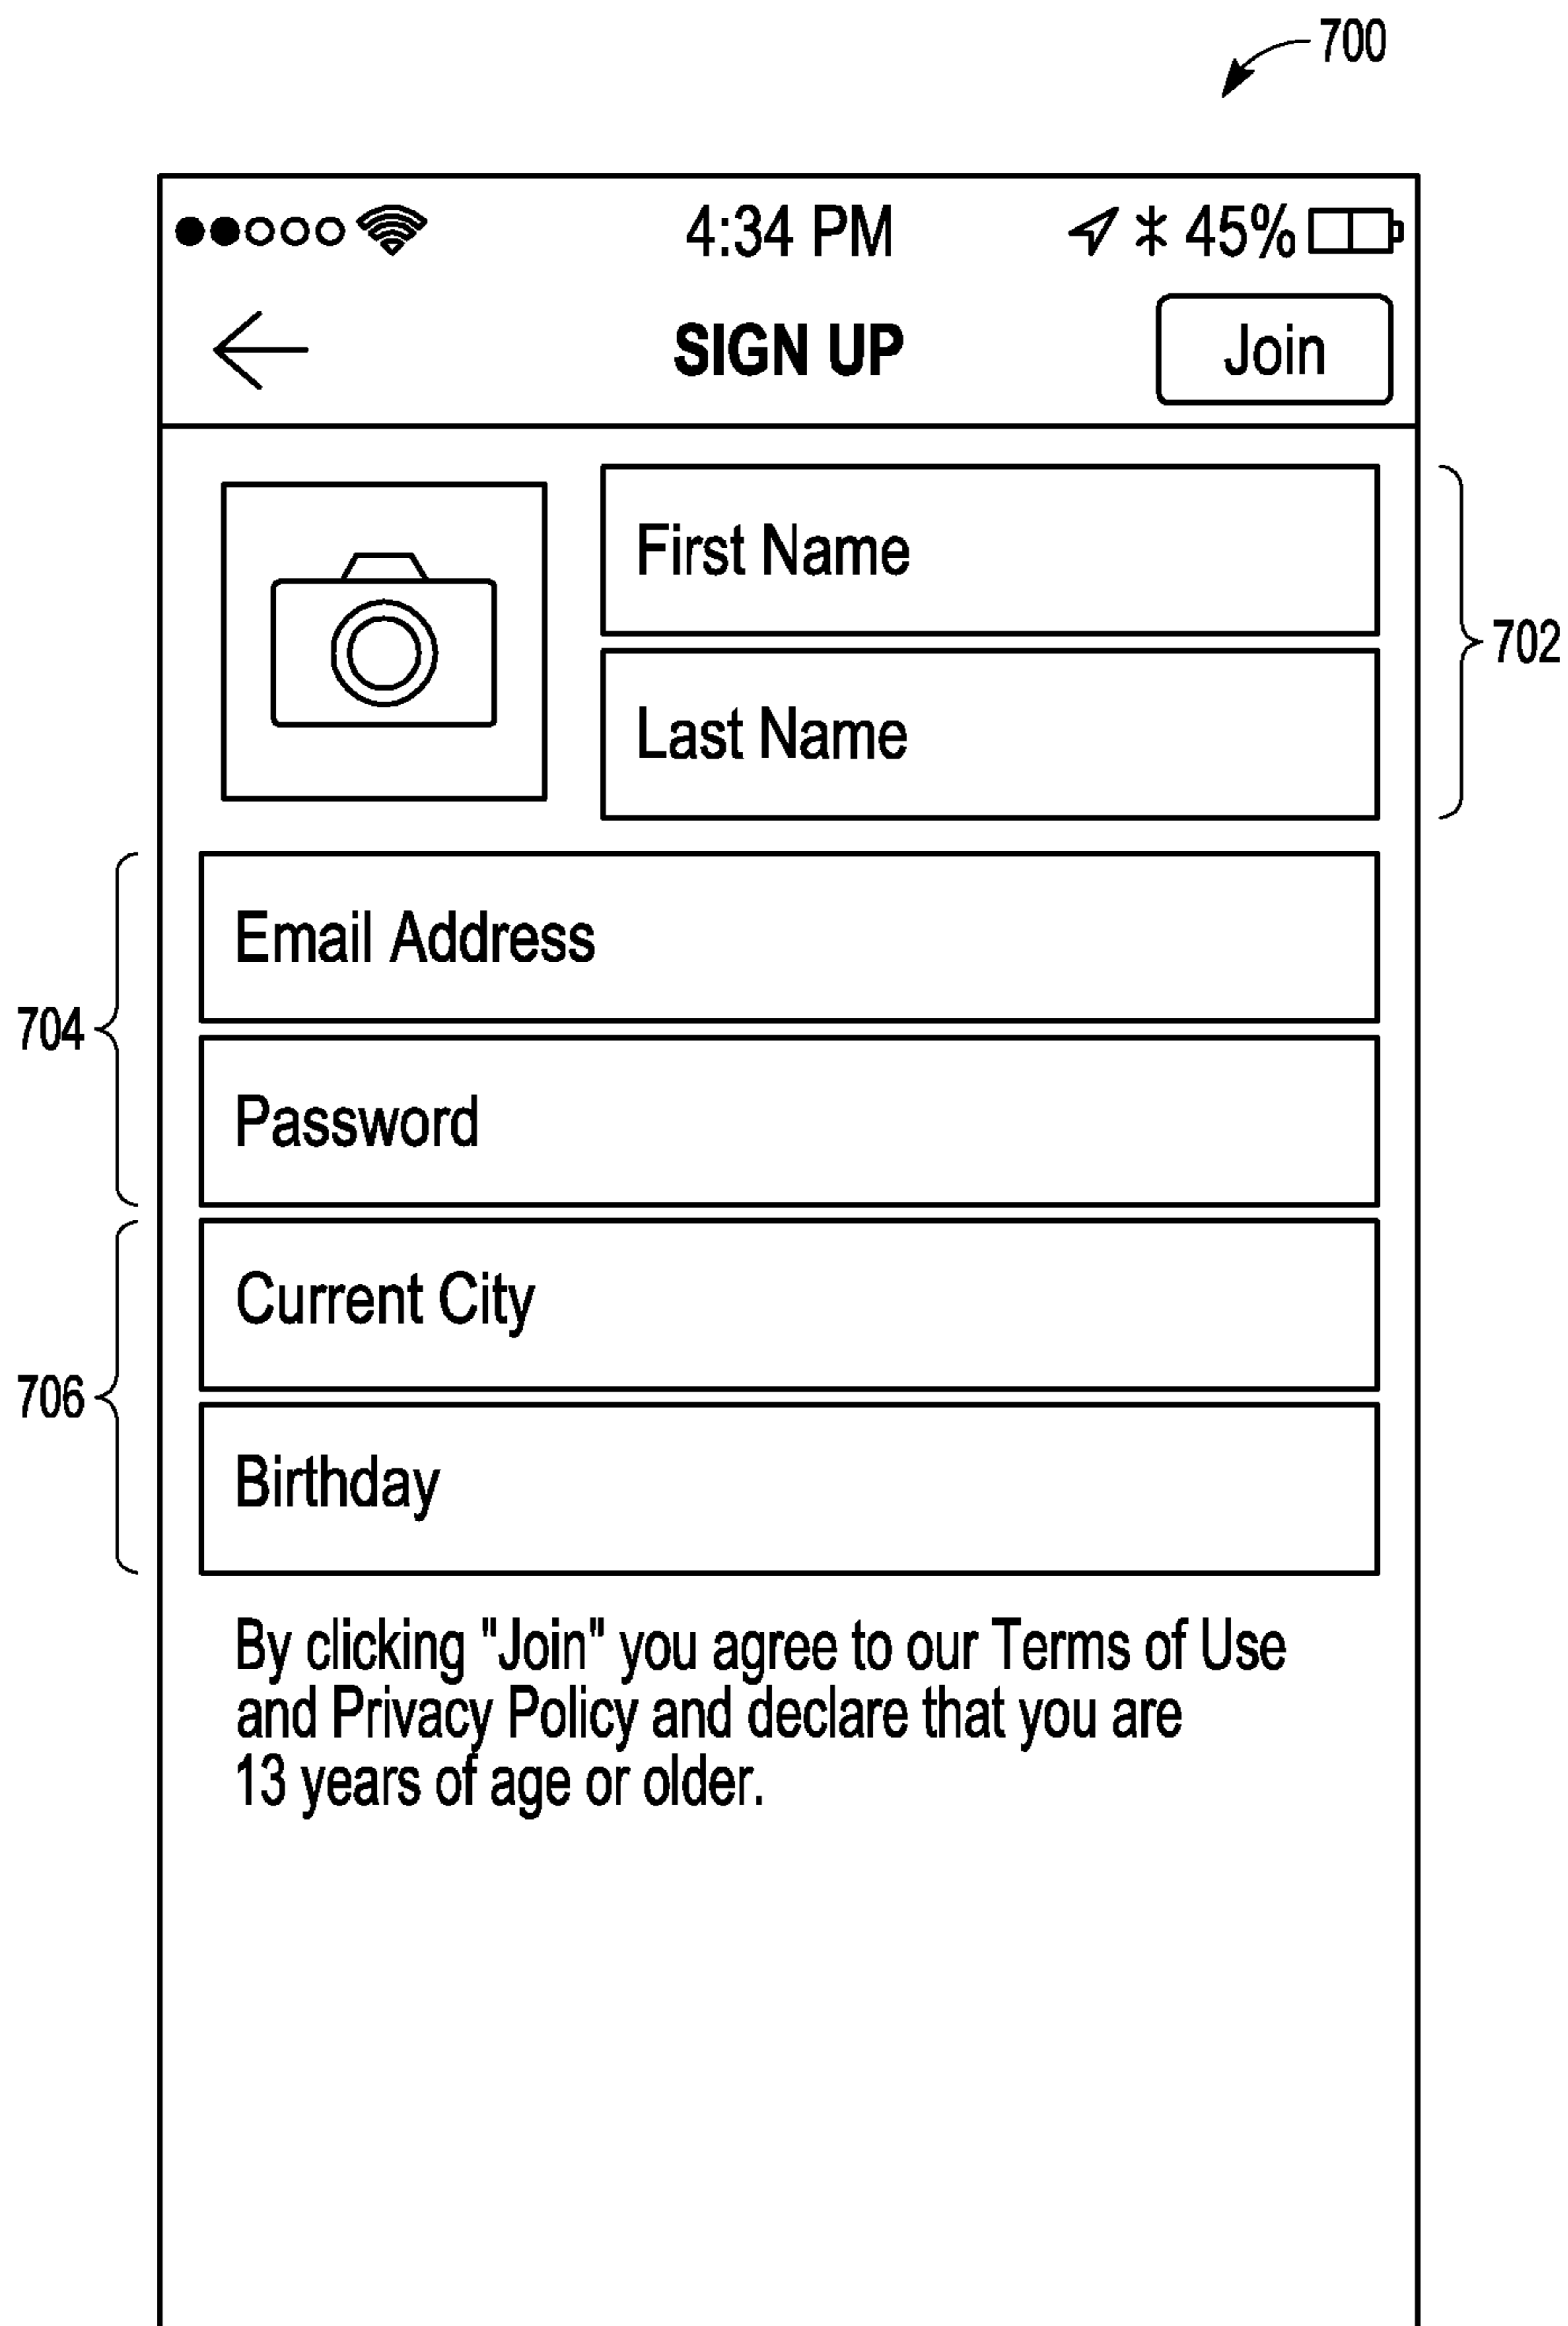 700
4:34 PM 45%
SIGN UP Join
First Name
702
Last Name
Email Address
704
Password
Current City
706
Birthday
By clicking "Join" you agree to our Terms of Use
and Privacy Policy and declare that you are
13 years of age or older.